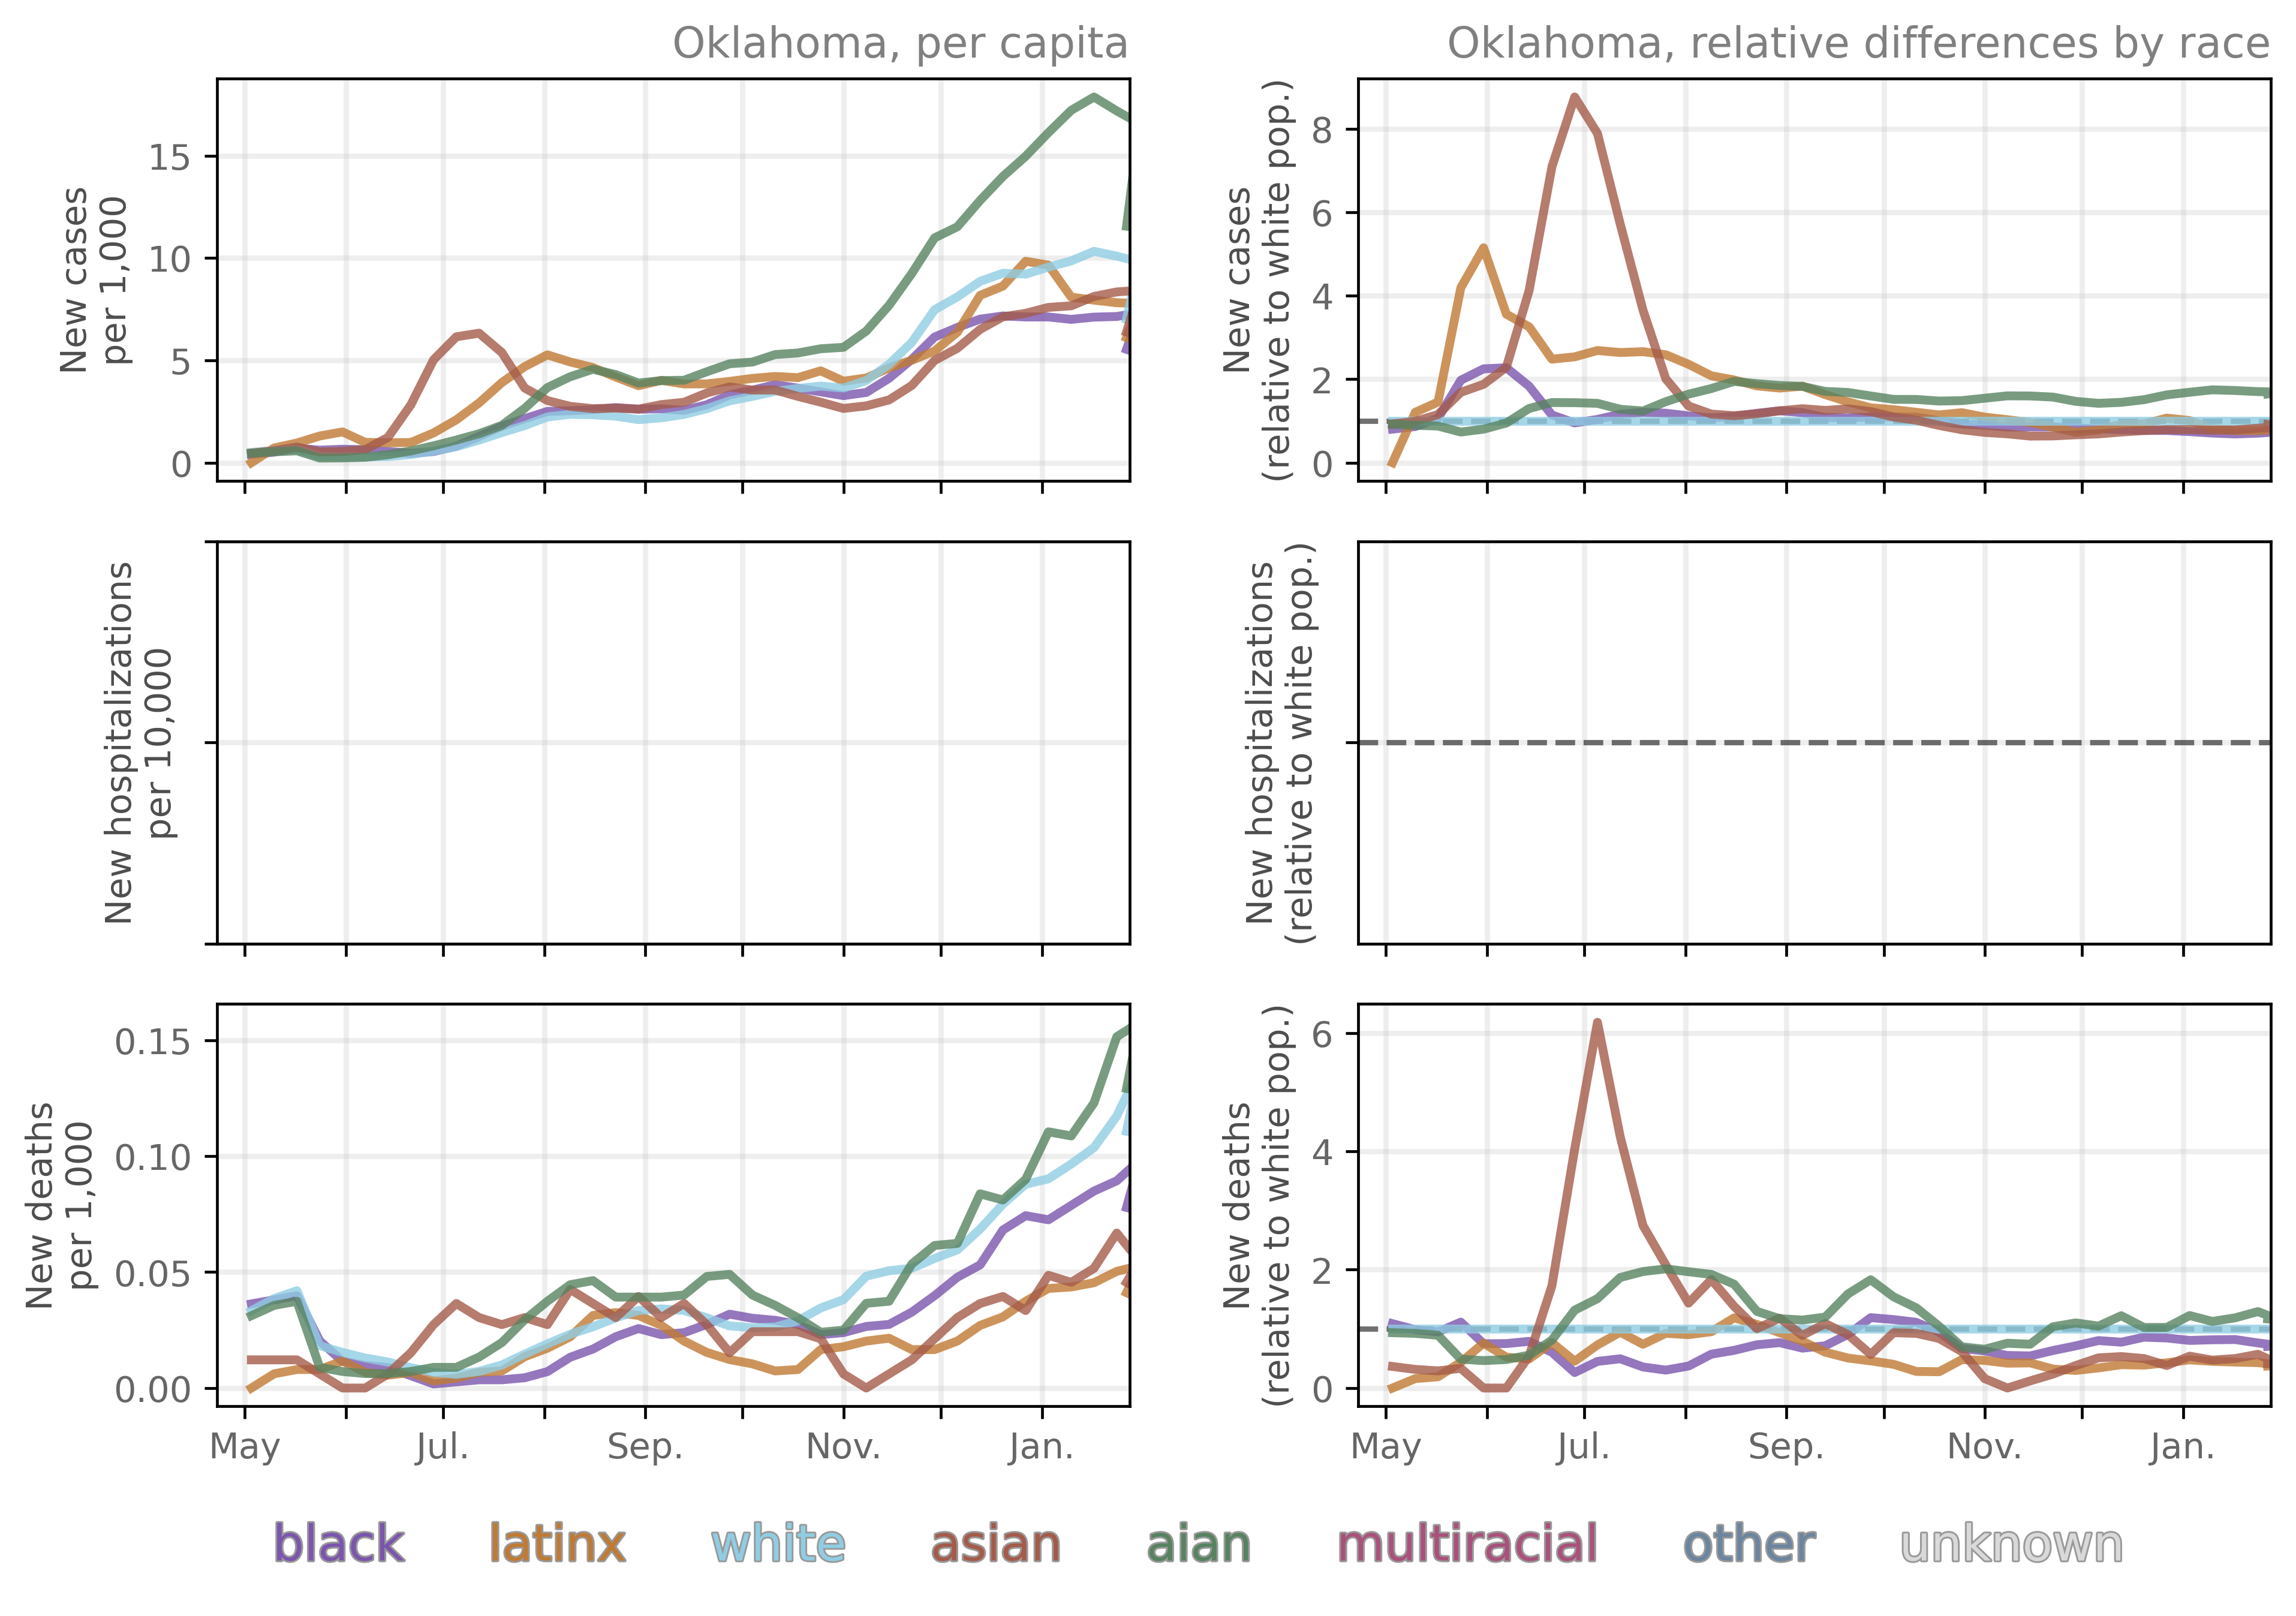 Oklahoma, per capita
Oklahoma, relative differences by race
New cases
per 1,000
15
10
5
0
New cases
(relative to white pop.)
8
6
4
2
0
New hospitalizations
per 10,000
New hospitalizations
(relative to white pop.)
New deaths
per 1,000
0.15
0.10
0.05
0.00
May
Jul.
Sep.
Nov.
Jan.
New deaths
(relative to white pop.)
6
4
2
0
May
Jul.
Sep.
Nov.
Jan.
black latinx white asian aian multiracial other unknown